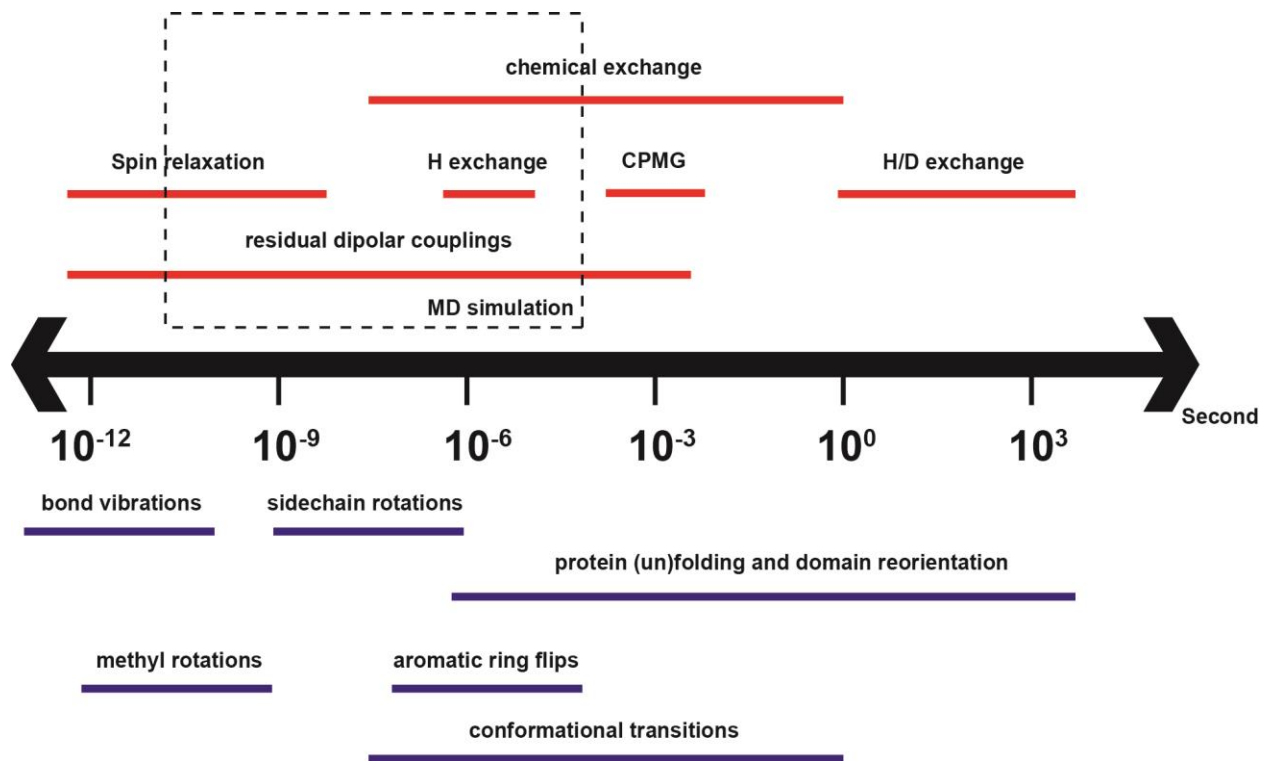 chemical exchange
Spin relaxation
H exchange
CPMG
H/D exchange
residual dipolar couplings
MD simulation
Second
10⁻¹² 10⁻⁹ 10⁻⁶ 10⁻³ 10⁰ 10³
bond vibrations
sidechain rotations
protein (un)folding and domain reorientation
methyl rotations
aromatic ring flips
conformational transitions